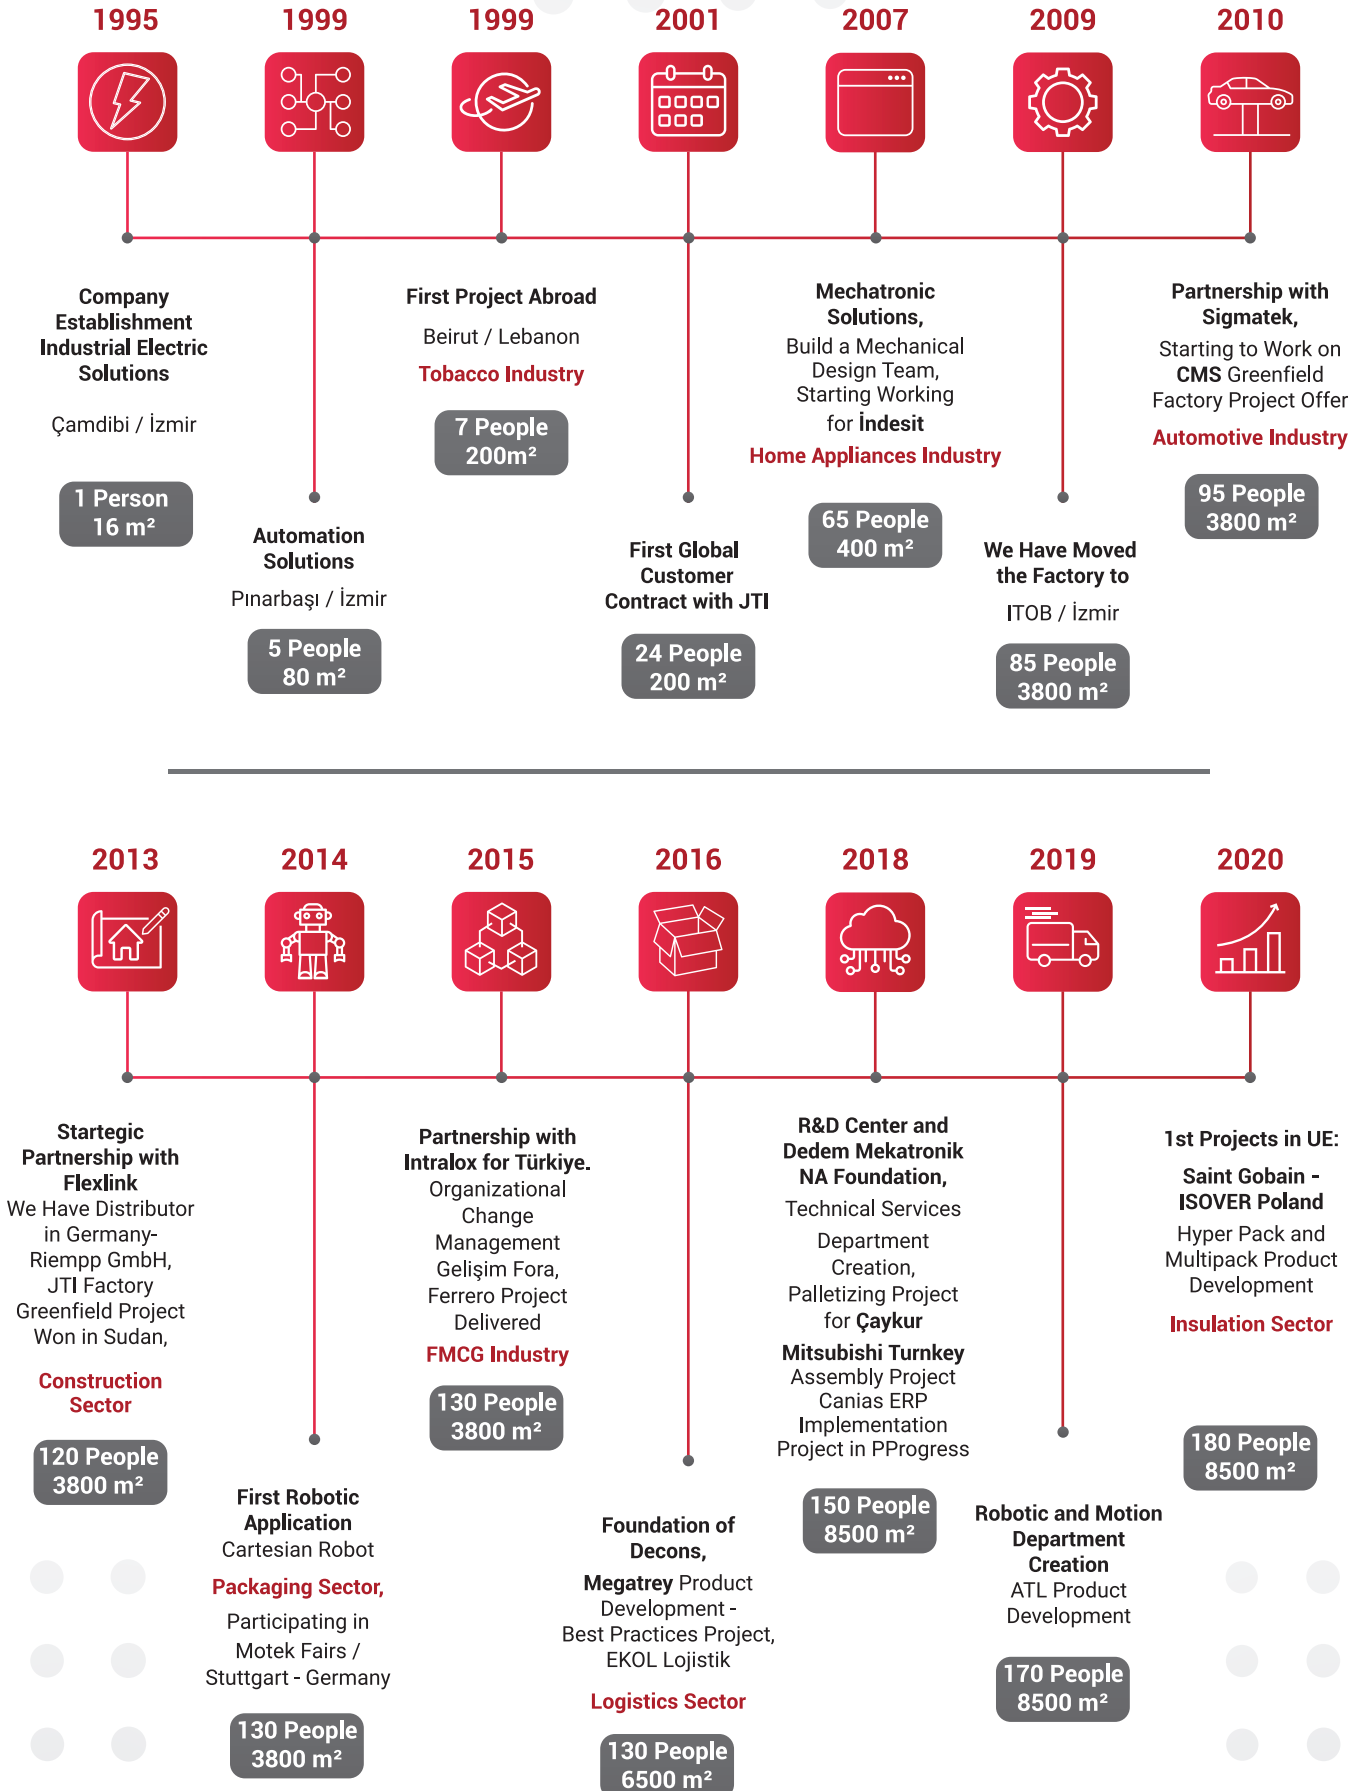 1995
Company
Establishment
Industrial Electric
Solutions
Çamdibi / İzmir
1 Person
16 m²
1999
Automation
Solutions
Pınarbaşı / İzmir
5 People
80 m²
1999
First Project Abroad
Beirut / Lebanon
Tobacco Industry
7 People
200m²
2001
First Global
Customer
Contract with JTI
24 People
200 m²
2007
Mechatronic
Solutions,
Build a Mechanical
Design Team,
Starting Working
for İndesit
Home Appliances Industry
65 People
400 m²
2009
We Have Moved
the Factory to
ITOB / İzmir
85 People
3800 m²
2010
Partnership with
Sigmatek,
Starting to Work on
CMS Greenfield
Factory Project Offer
Automotive Industry
95 People
3800 m²
2013
Startegic
Partnership with
Flexlink
We Have Distributor
in Germany-
Riempp GmbH,
JTI Factory
Greenfield Project
Won in Sudan,
Construction
Sector
120 People
3800 m²
2014
First Robotic
Application
Cartesian Robot
Packaging Sector,
Participating in
Motek Fairs /
Stuttgart - Germany
130 People
3800 m²
2015
Partnership with
Intralox for Türkiye.
Organizational
Change
Management
Gelişim Fora,
Ferrero Project
Delivered
FMCG Industry
130 People
3800 m²
2016
Foundation of
Decons,
Megatrey Product
Development -
Best Practices Project,
EKOL Lojistik
Logistics Sector
130 People
6500 m²
2018
R&D Center and
Dedem Mekatronik
NA Foundation,
Technical Services
Department
Creation,
Palletizing Project
for Çaykur
Mitsubishi Turnkey
Assembly Project
Canias ERP
Implementation
Project in PProgress
150 People
8500 m²
2019
Robotic and Motion
Department
Creation
ATL Product
Development
170 People
8500 m²
2020
1st Projects in UE:
Saint Gobain -
ISOVER Poland
Hyper Pack and
Multipack Product
Development
Insulation Sector
180 People
8500 m²